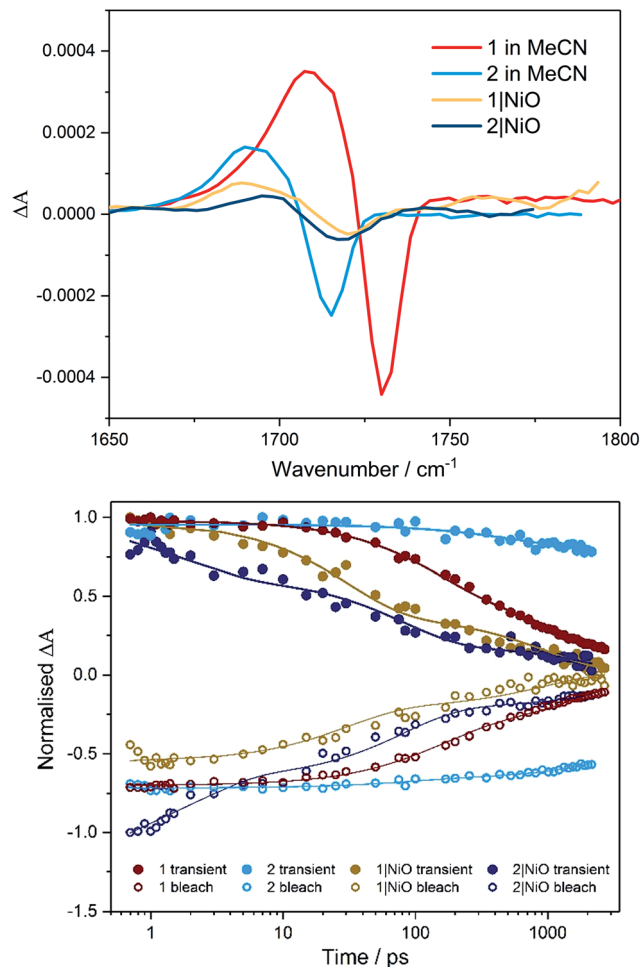 0.0004
0.0002
0.0000
-0.0002
-0.0004
ΔA
1 in MeCN
2 in MeCN
1|NiO
2|NiO
1650 1700 1750 1800
Wavenumber / cm⁻¹
1.0
0.5
0.0
-0.5
-1.0
-1.5
Normalised ΔA
1 transient 2 transient 1|NiO transient 2|NiO transient
1 bleach 2 bleach 1|NiO bleach 2|NiO bleach
1 10 100 1000
Time / ps